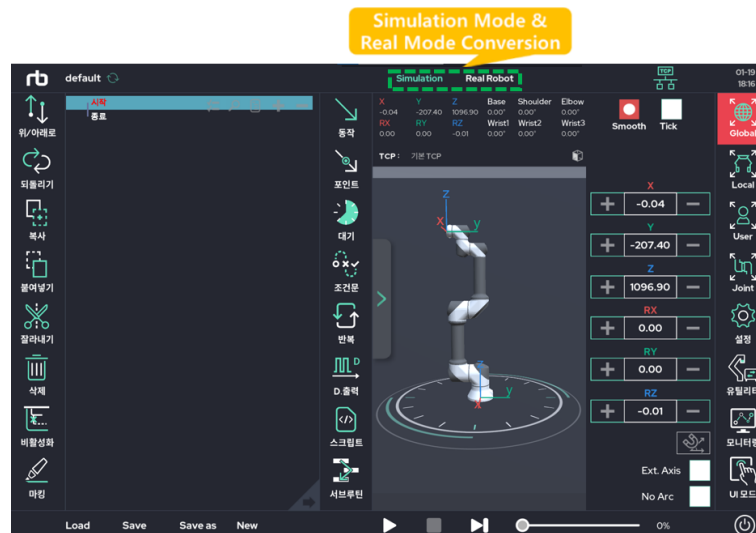 Simulation Mode &
Real Mode Conversion
rb default Simulation Real Robot TCP 01-19
18:16
위/아래로
되돌리기
복사
붙여넣기
잘라내기
삭제
비활성화
마킹
시작
종료
동작
포인트
대기
조건문
반복
D
D.출력
스크립트
서브루틴
X Y Z Base Shoulder Elbow
-0.04 -207.40 1096.90 0.00° 0.00° 0.00°
RX RY RZ Wrist1 Wrist2 Wrist3
0.00 0.00 -0.01 0.00° 0.00° 0.00°
TCP : 기본 TCP
Z
X Y
Z
Y
X
Smooth Tick
X
+ -0.04 −
Y
+ -207.40 −
Z
+ 1096.90 −
RX
+ 0.00 −
RY
+ 0.00 −
RZ
+ -0.01 −
Ext. Axis
No Arc
Global
Local
User
Joint
설정
유틸리티
모니터링
UI 모드
Load Save Save as New 0%